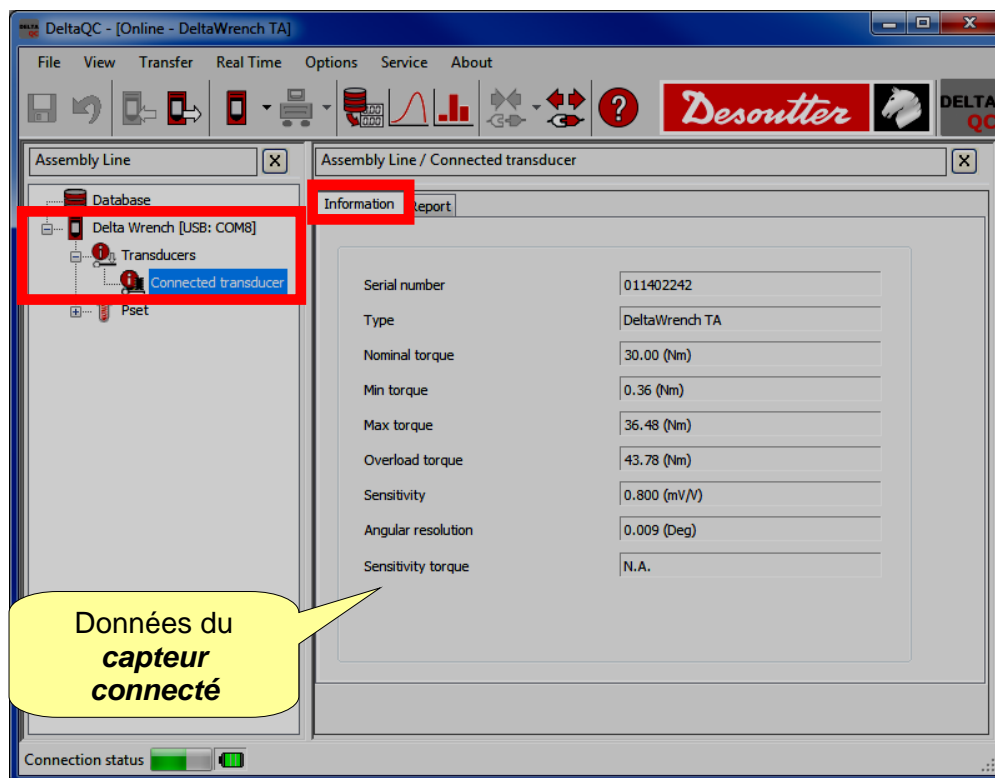 DeltaQC - [Online - DeltaWrench TA]
File View Transfer Real Time Options Service About
Desoutter
DELTA
QC
Assembly Line
Assembly Line / Connected transducer
Database
Delta Wrench [USB: COM8]
Transducers
Connected transducer
Pset
Information
Report
Serial number 011402242
Type DeltaWrench TA
Nominal torque 30.00 (Nm)
Min torque 0.36 (Nm)
Max torque 36.48 (Nm)
Overload torque 43.78 (Nm)
Sensitivity 0.800 (mV/V)
Angular resolution 0.009 (Deg)
Sensitivity torque N.A.
Données du
capteur
connecté
Connection status